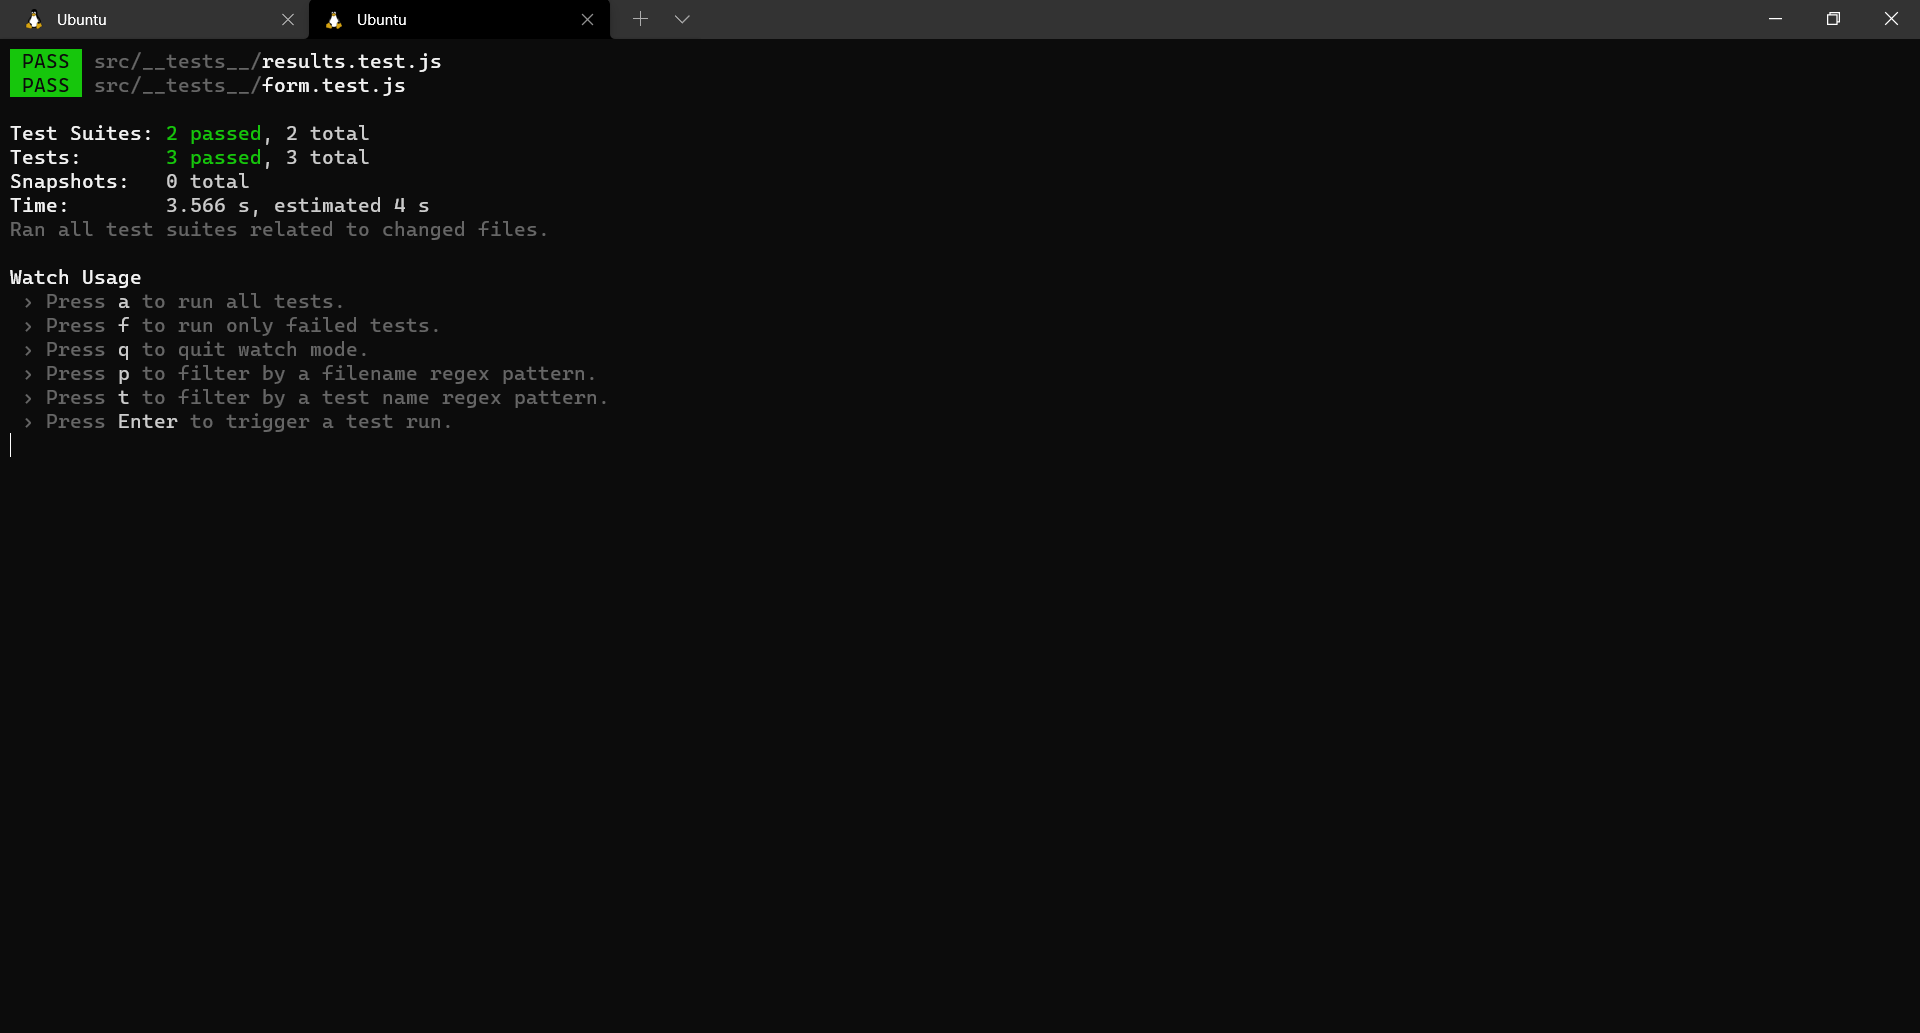 Ubuntu
Ubuntu
PASS src/__tests__/results.test.js
PASS src/__tests__/form.test.js
Test Suites: 2 passed, 2 total
Tests:       3 passed, 3 total
Snapshots:   0 total
Time:        3.566 s, estimated 4 s
Ran all test suites related to changed files.
Watch Usage
 › Press a to run all tests.
 › Press f to run only failed tests.
 › Press q to quit watch mode.
 › Press p to filter by a filename regex pattern.
 › Press t to filter by a test name regex pattern.
 › Press Enter to trigger a test run.